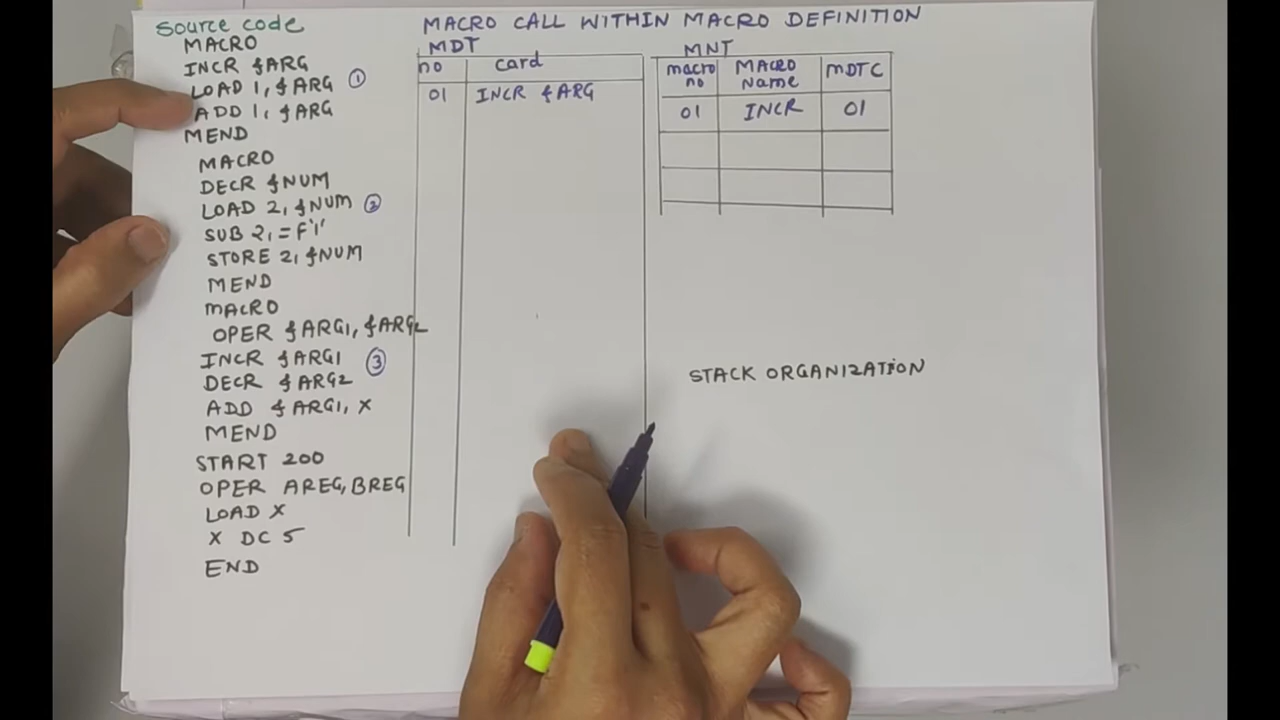 Source code
MACRO
INCR &ARG
LOAD 1, &ARG ①
ADD 1, &ARG
MEND
MACRO
DECR &NUM
LOAD 2, &NUM ②
SUB 2, = F'1'
STORE 2, &NUM
MEND
MACRO
OPER &ARG1, &ARG2
INCR &ARG1
DECR &ARG2 ③
ADD &ARG1, X
MEND
START 200
OPER AREG, BREG
LOAD X
X DC 5
END
MACRO CALL WITHIN MACRO DEFINITION
MDT
no card
01 INCR &ARG
MNT
macro no MACRO Name MDTC
01 INCR 01
STACK ORGANIZATION